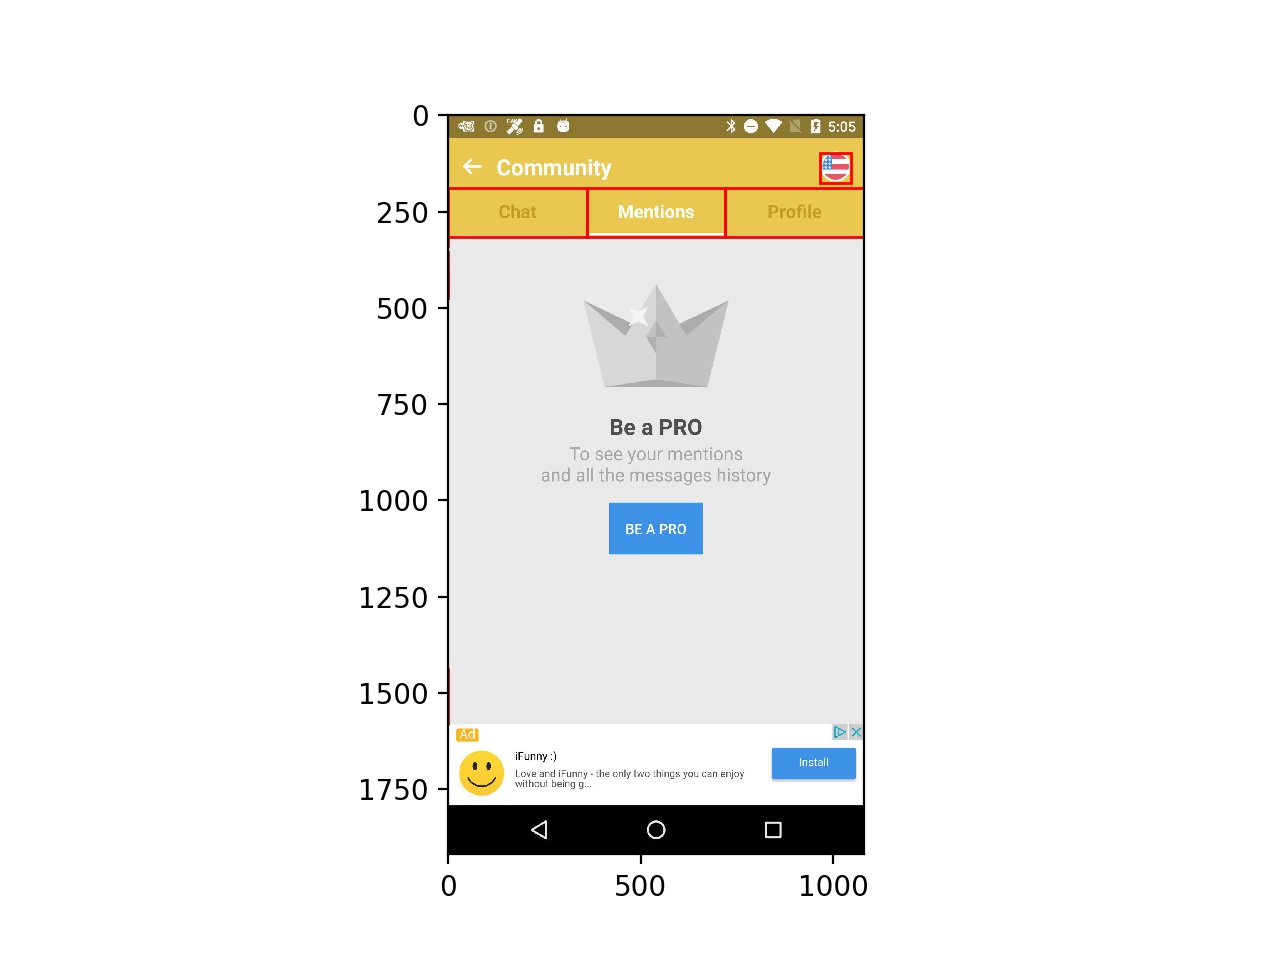 0
250
500
750
1000
1250
1500
1750
5:05
Community
Chat
Mentions
Profile
Be a PRO
To see your mentions
and all the messages history
BE A PRO
Ad
iFunny :)
Love and iFunny - the only two things you can enjoy
without being g...
Install
0
500
1000